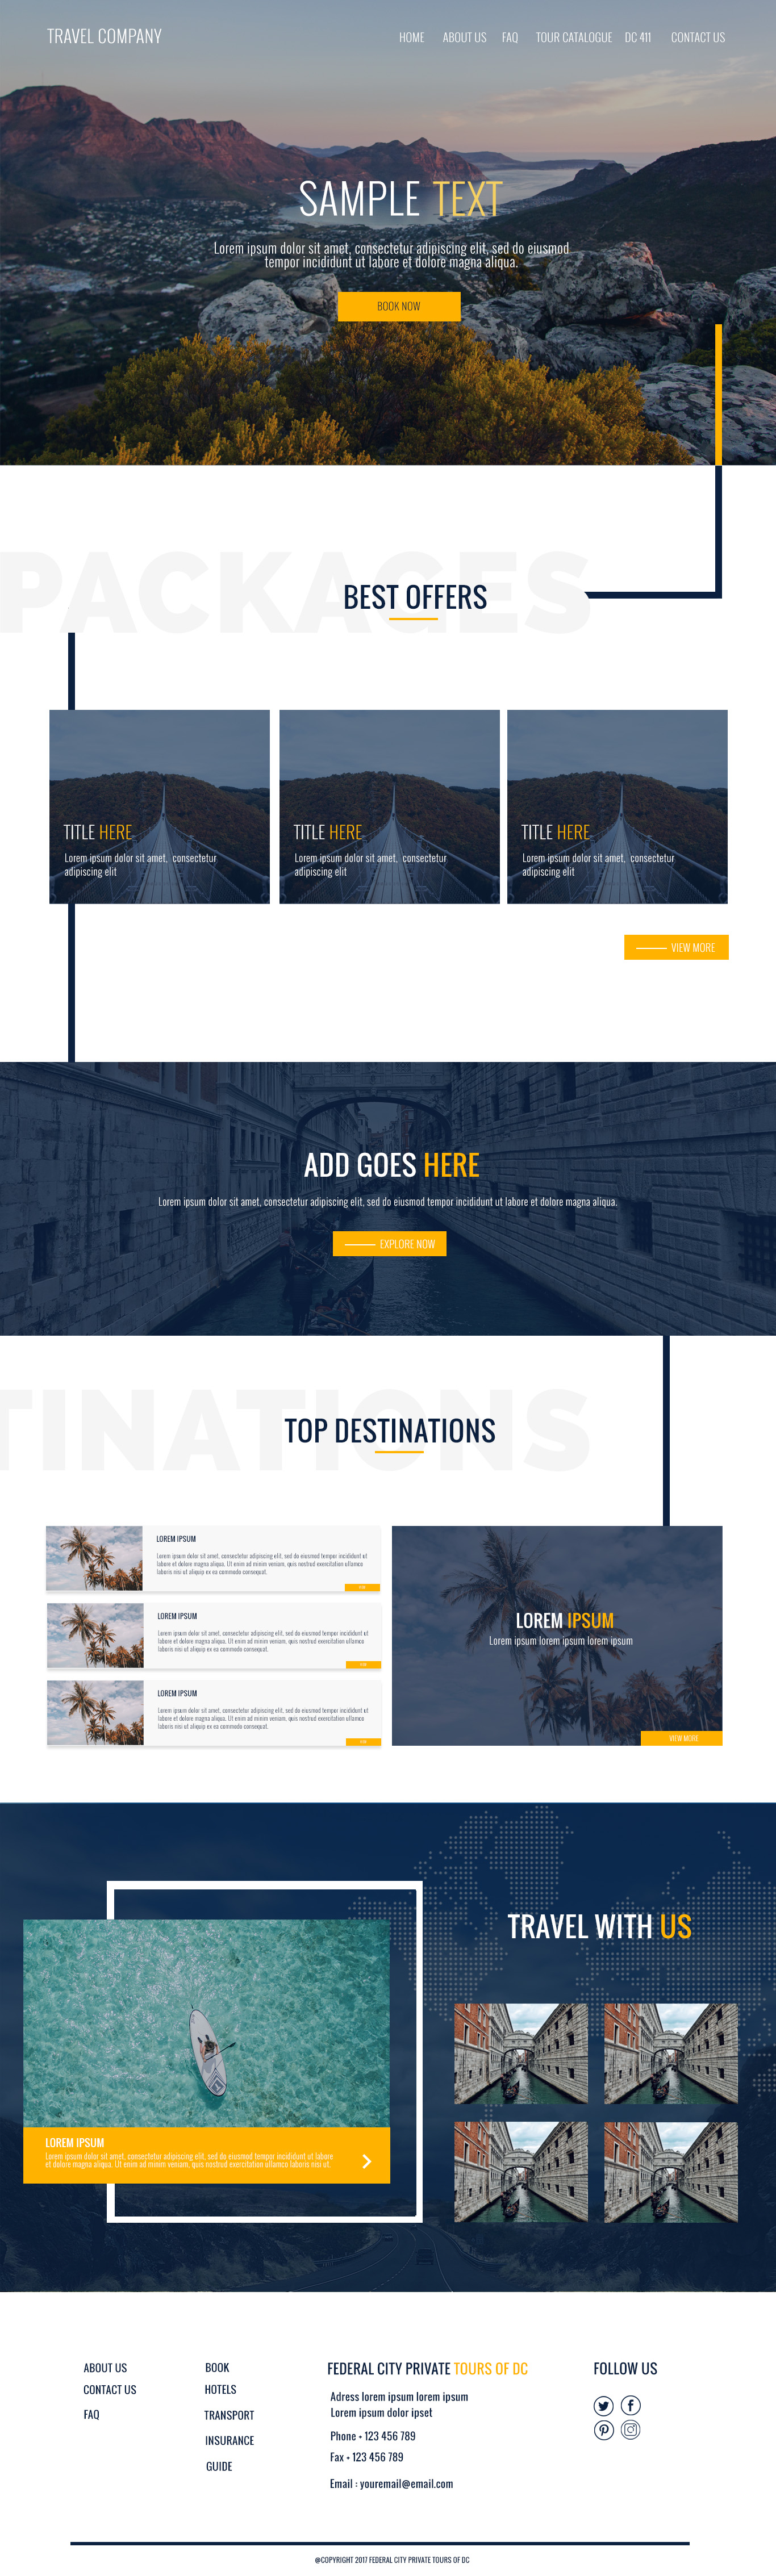 TRAVEL COMPANY
HOME ABOUT US FAQ TOUR CATALOGUE DC 411 CONTACT US
SAMPLE TEXT
Lorem ipsum dolor sit amet, consectetur adipiscing elit, sed do eiusmod
tempor incididunt ut labore et dolore magna aliqua.
BOOK NOW
PACKAGES
BEST OFFERS
TITLE HERE
Lorem ipsum dolor sit amet, consectetur
adipiscing elit
TITLE HERE
Lorem ipsum dolor sit amet, consectetur
adipiscing elit
TITLE HERE
Lorem ipsum dolor sit amet, consectetur
adipiscing elit
VIEW MORE
ADD GOES HERE
Lorem ipsum dolor sit amet, consectetur adipiscing elit, sed do eiusmod tempor incididunt ut labore et dolore magna aliqua.
EXPLORE NOW
TINATIONS
TOP DESTINATIONS
LOREM IPSUM
Lorem ipsum dolor sit amet, consectetur adipiscing elit, sed do eiusmod tempor incididunt ut
labore et dolore magna aliqua. Ut enim ad minim veniam, quis nostrud exercitation ullamco
laboris nisi ut aliquip ex ea commodo consequat.
LOREM IPSUM
Lorem ipsum dolor sit amet, consectetur adipiscing elit, sed do eiusmod tempor incididunt ut
labore et dolore magna aliqua. Ut enim ad minim veniam, quis nostrud exercitation ullamco
laboris nisi ut aliquip ex ea commodo consequat.
LOREM IPSUM
Lorem ipsum dolor sit amet, consectetur adipiscing elit, sed do eiusmod tempor incididunt ut
labore et dolore magna aliqua. Ut enim ad minim veniam, quis nostrud exercitation ullamco
laboris nisi ut aliquip ex ea commodo consequat.
LOREM IPSUM
Lorem ipsum lorem ipsum lorem ipsum
VIEW MORE
TRAVEL WITH US
LOREM IPSUM
Lorem ipsum dolor sit amet, consectetur adipiscing elit, sed do eiusmod tempor incididunt ut labore
et dolore magna aliqua. Ut enim ad minim veniam, quis nostrud exercitation ullamco laboris nisi ut.
ABOUT US
CONTACT US
FAQ
BOOK
HOTELS
TRANSPORT
INSURANCE
GUIDE
FEDERAL CITY PRIVATE TOURS OF DC
Adress lorem ipsum lorem ipsum
Lorem ipsum dolor ipset
Phone + 123 456 789
Fax + 123 456 789
Email : youremail@email.com
FOLLOW US
@COPYRIGHT 2017 FEDERAL CITY PRIVATE TOURS OF DC